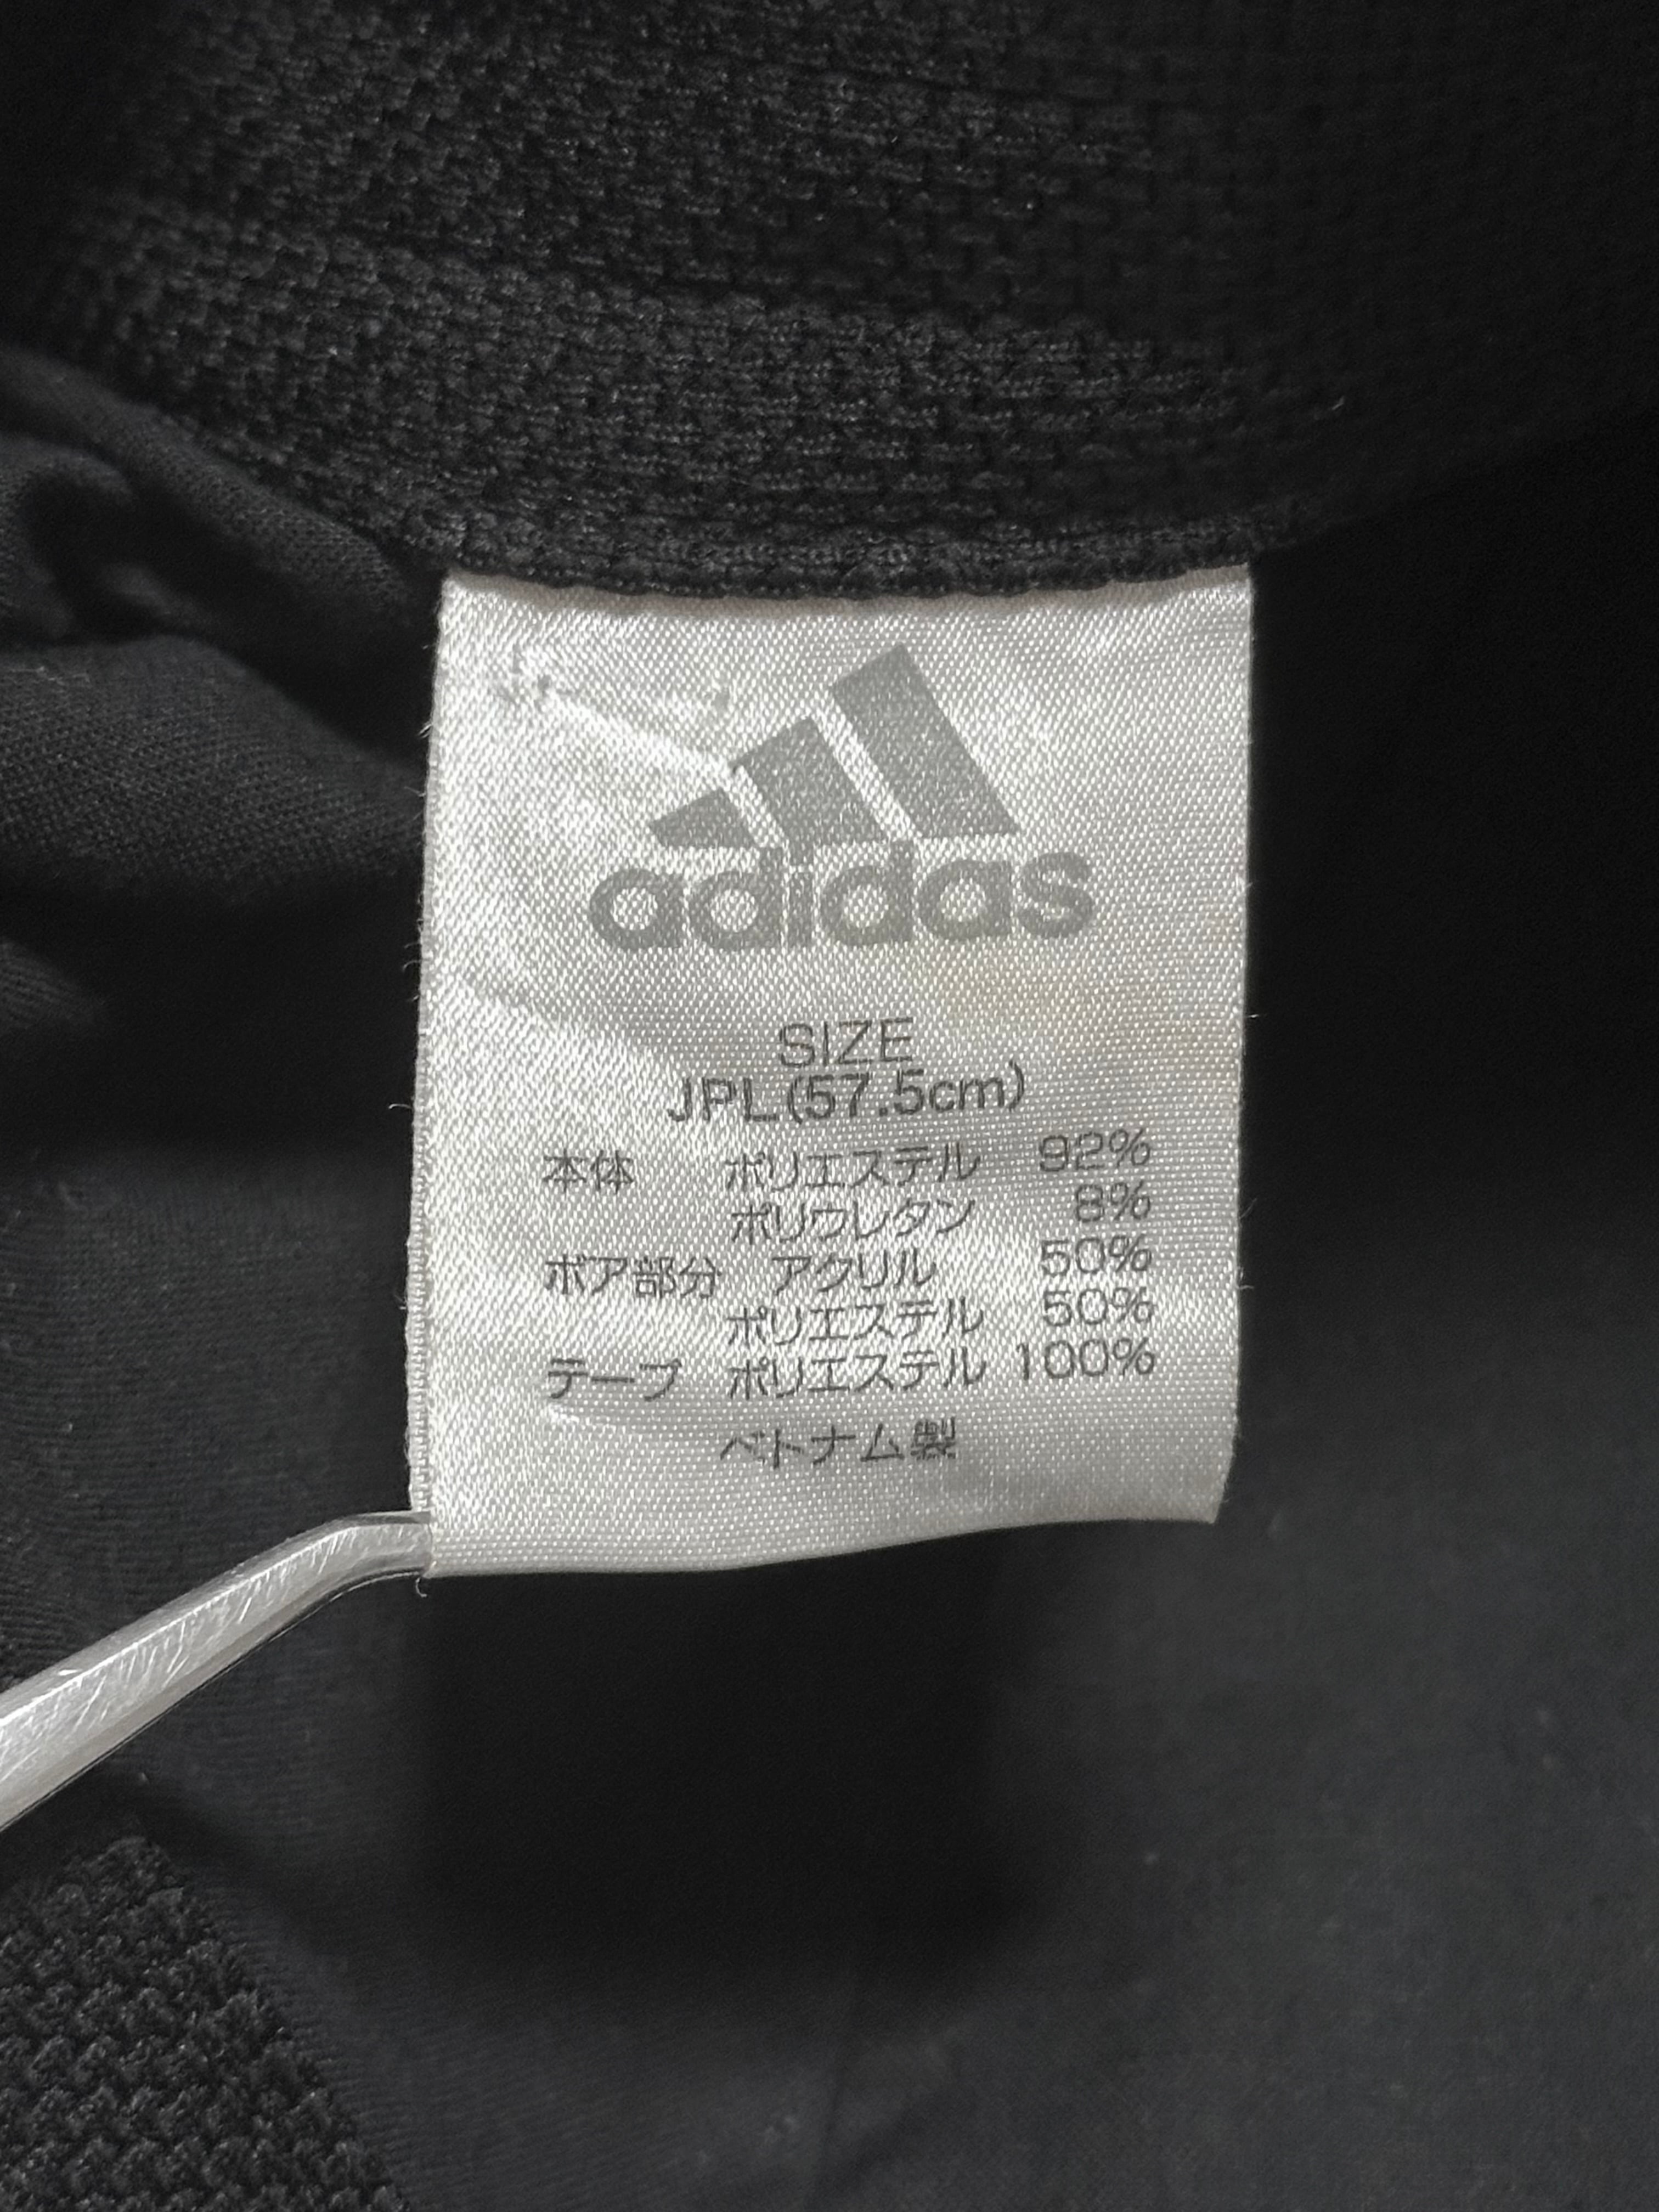 adidas
SIZE
JPL(57.5cm)
本体 ポリエステル 92%
ポリウレタン 8%
ボア部分 アクリル 50%
ポリエステル 50%
テープ ポリエステル 100%
ベトナム製